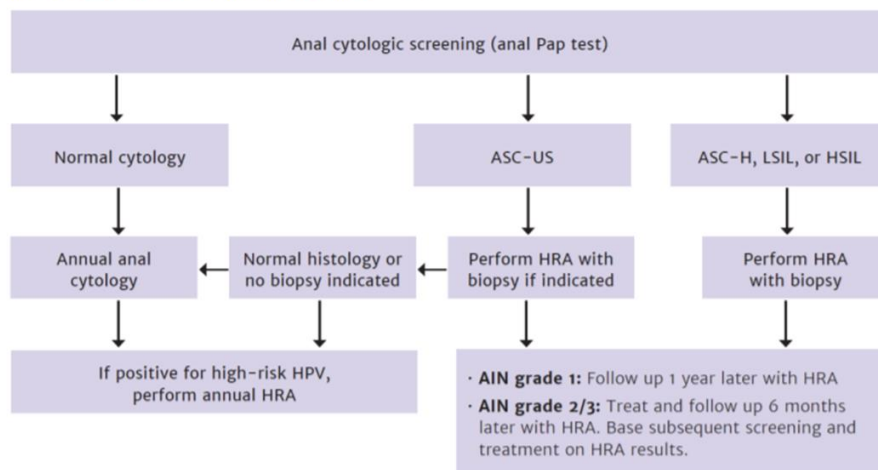 Anal cytologic screening (anal Pap test)
Normal cytology
ASC-US
ASC-H, LSIL, or HSIL
Annual anal
cytology
Normal histology or
no biopsy indicated
Perform HRA with
biopsy if indicated
Perform HRA
with biopsy
If positive for high-risk HPV,
perform annual HRA
· AIN grade 1: Follow up 1 year later with HRA
· AIN grade 2/3: Treat and follow up 6 months
later with HRA. Base subsequent screening and
treatment on HRA results.